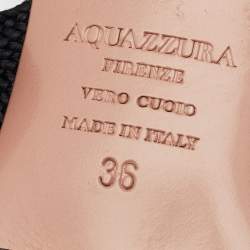 AQUAZZURA
FIRENZE
VERO CUOIO
MADE IN ITALY
36